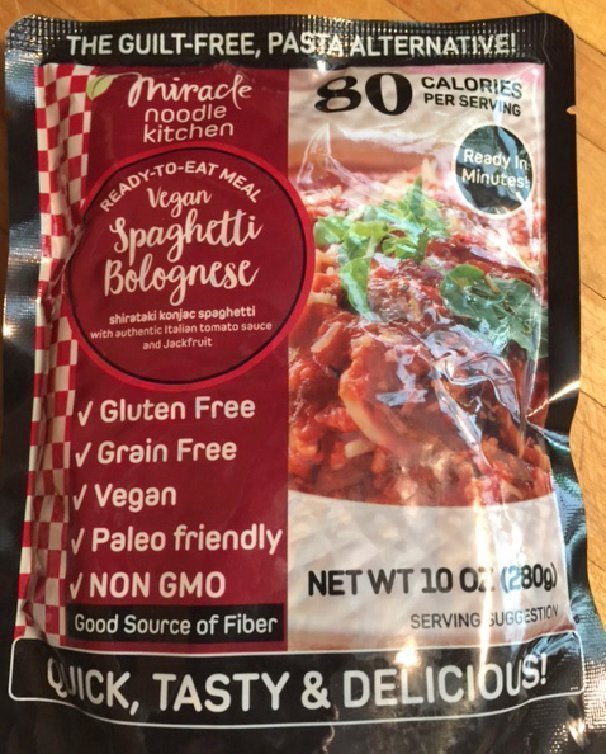 THE GUILT-FREE, PASTA ALTERNATIVE!
miracle
noodle
kitchen
80 CALORIES
PER SERVING
Ready In
Minutes!
READY-TO-EAT MEAL
Vegan
Spaghetti
Bolognese
shirataki konjac spaghetti
with authentic Italian tomato sauce
and Jackfruit
√ Gluten Free
√ Grain Free
√ Vegan
√ Paleo friendly
√ NON GMO
Good Source of Fiber
NET WT 10 OZ. (280g)
SERVING SUGGESTION
QUICK, TASTY & DELICIOUS!